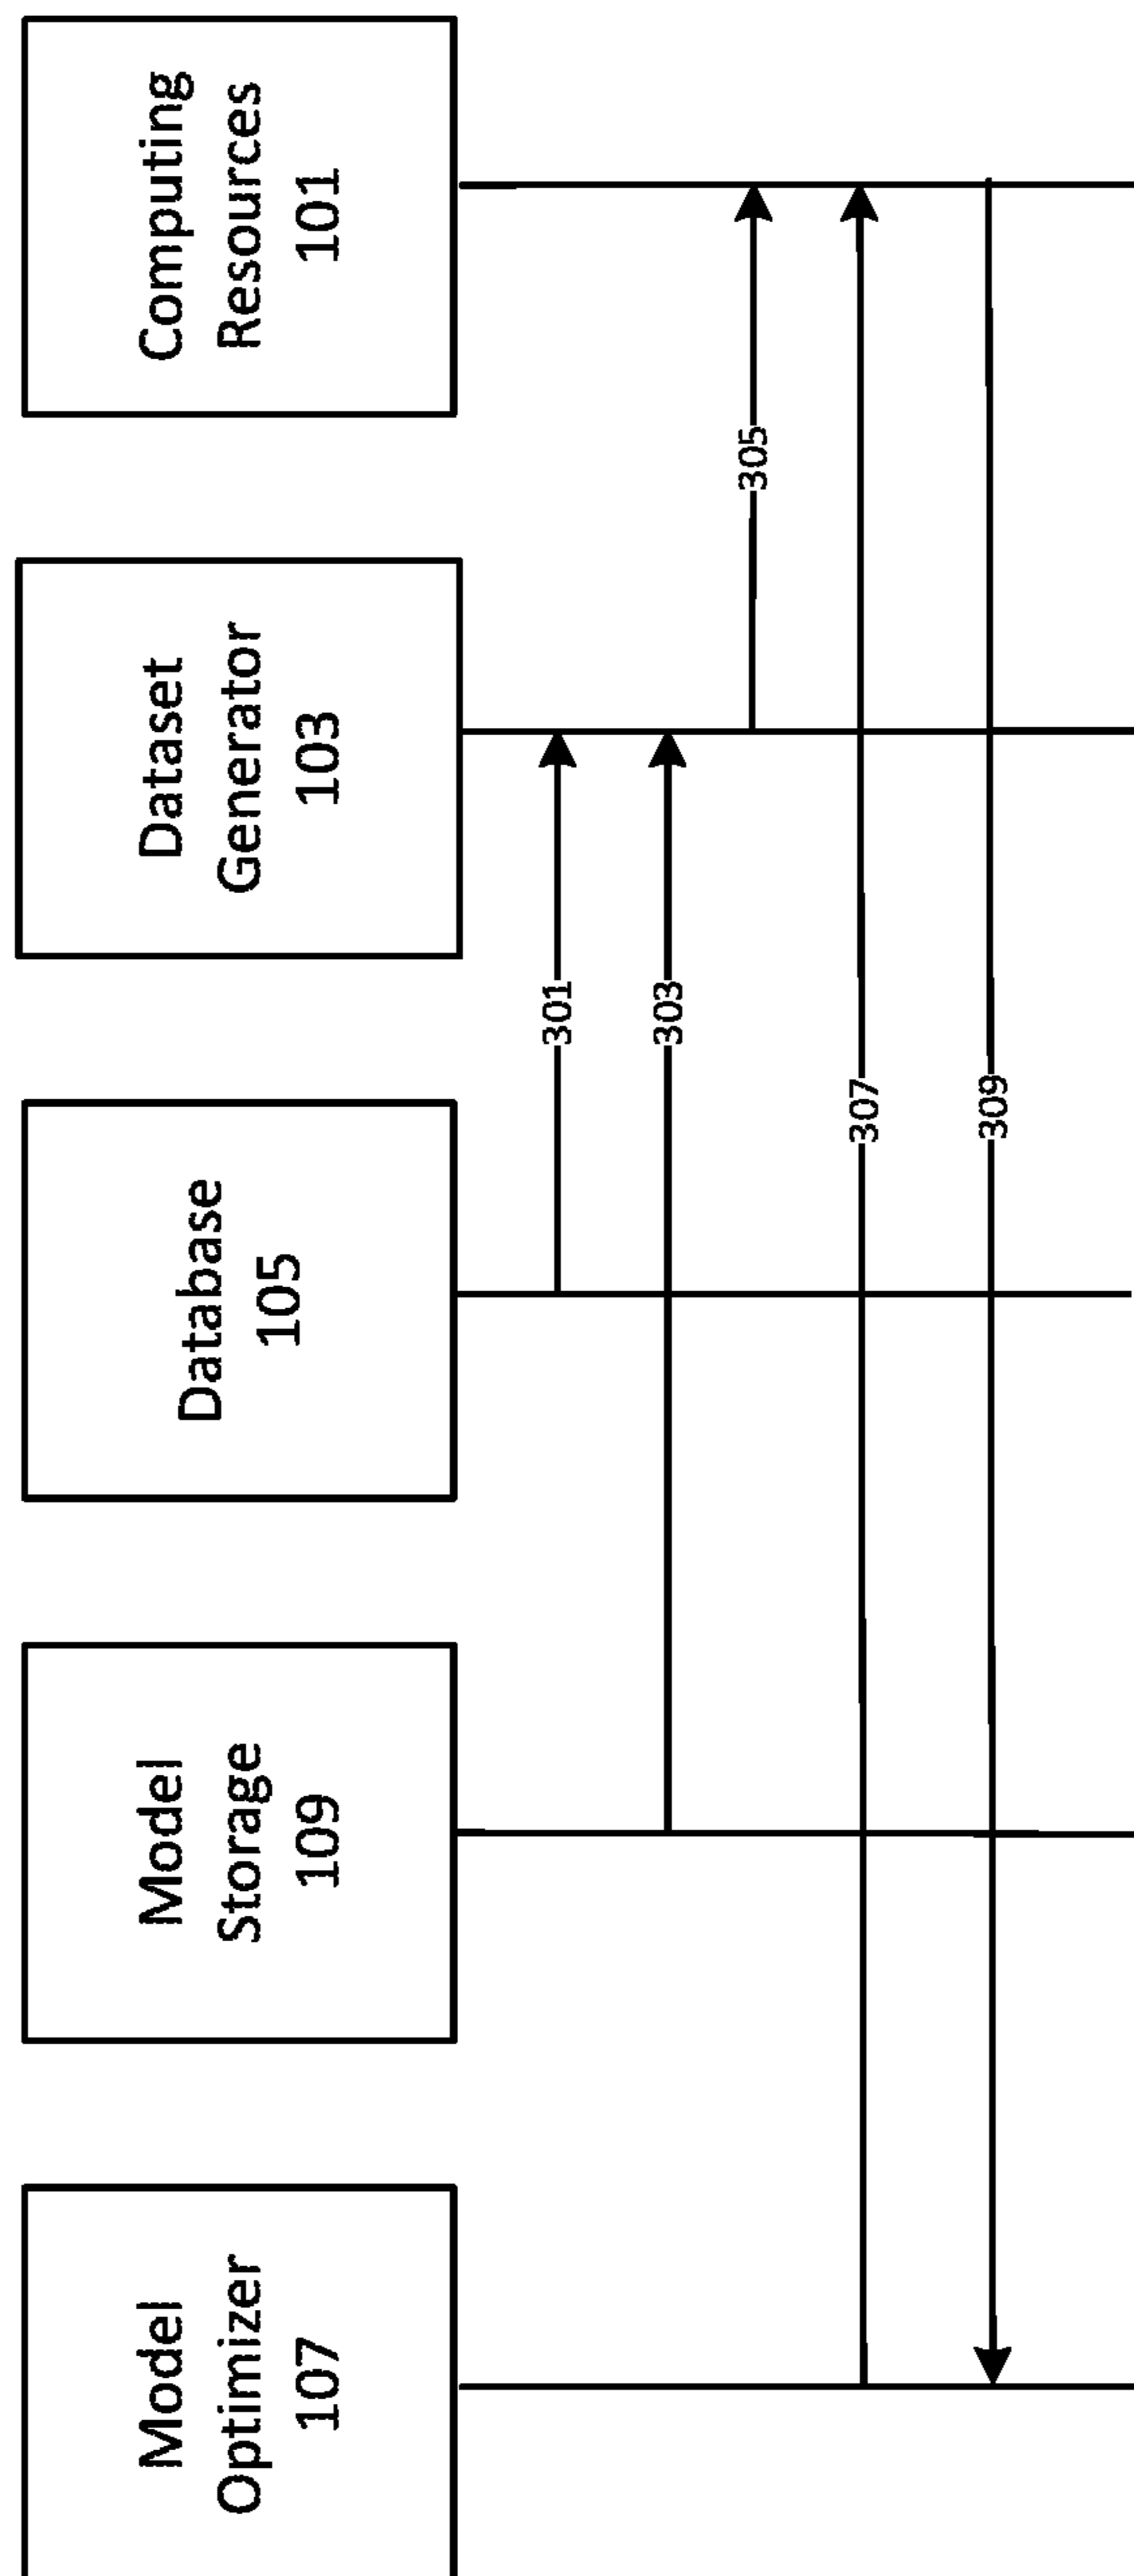 Model
Optimizer
107
Model
Storage
109
Database
105
Dataset
Generator
103
Computing
Resources
101
301
303
305
307
309